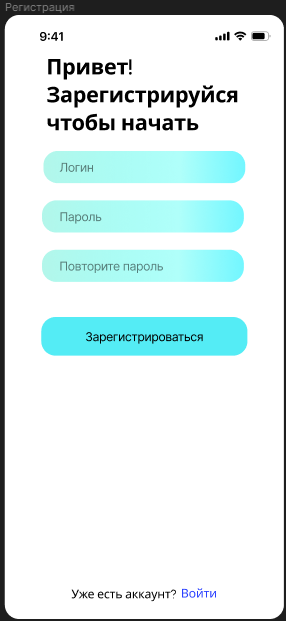 Регистрация
9:41
Привет!
Зарегистрируйся
чтобы начать
Логин
Пароль
Повторите пароль
Зарегистрироваться
Уже есть аккаунт? Войти